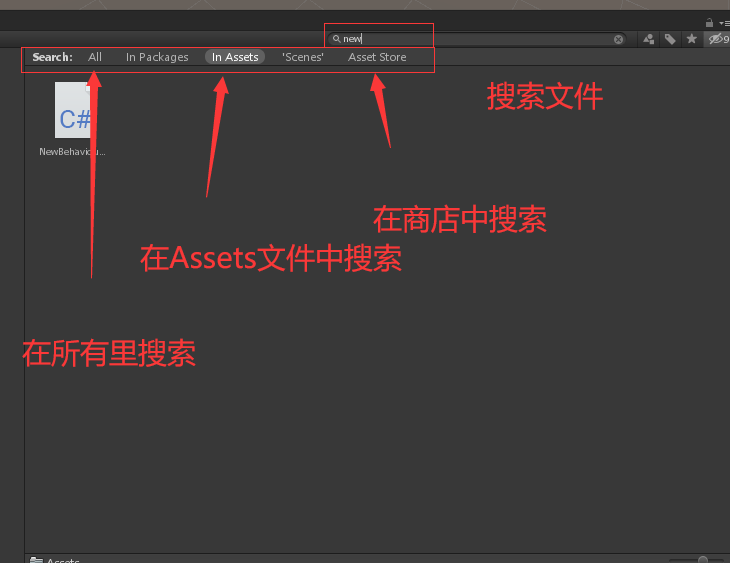 new
9
Search: All In Packages In Assets 'Scenes' Asset Store
搜索文件
C#
NewBehaviou...
在商店中搜索
在Assets文件中搜索
在所有里搜索
Assets